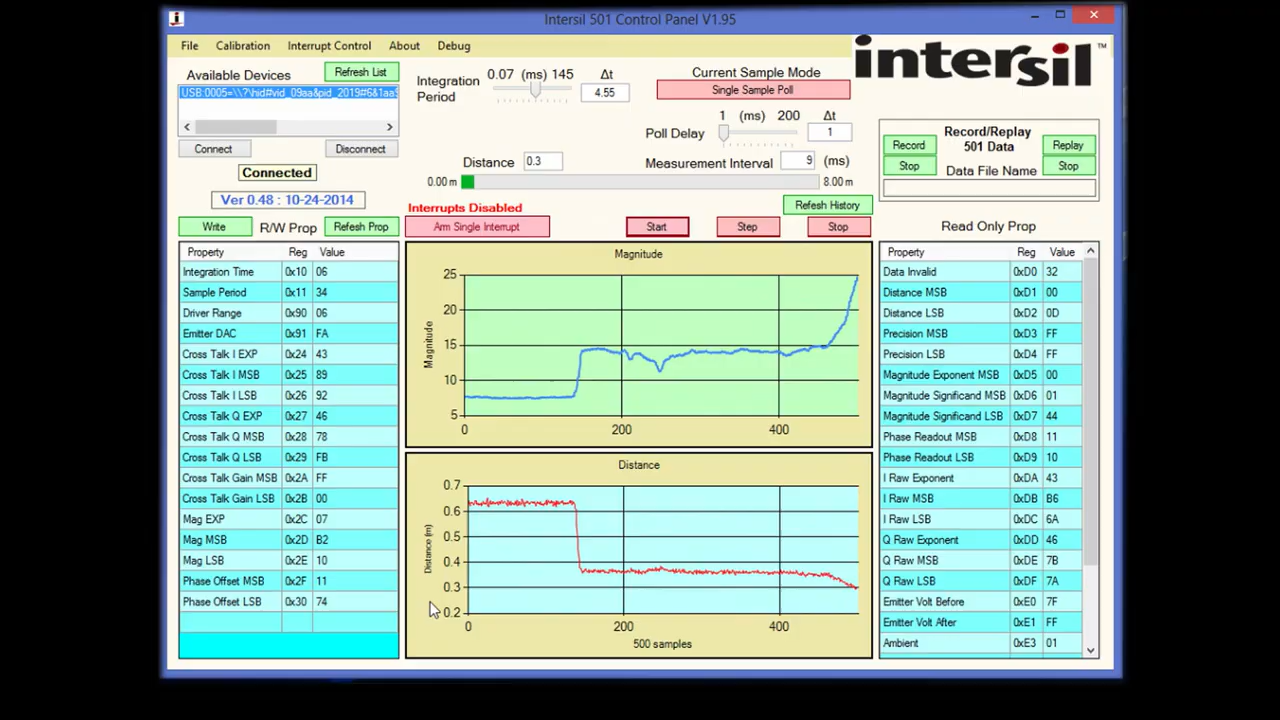 Intersil 501 Control Panel V1.95
File Calibration Interrupt Control About Debug
intersil™
Available Devices Refresh List
USB:0005=\\?\hid#vid_09aa&pid_2019#6&1aa9
Connect Disconnect
Connected
Ver 0.48 : 10-24-2014
Write R/W Prop Refresh Prop
Integration Period 0.07 (ms) 145 Δt
4.55
Current Sample Mode
Single Sample Poll
Poll Delay 1 (ms) 200 Δt
1
Distance 0.3 Measurement Interval 9 (ms)
0.00 m 8.00 m
Interrupts Disabled
Refesh History
Arm Single Interrupt Start Step Stop
Record/Replay
501 Data
Record Replay
Stop Data File Name Stop
Read Only Prop
Property Reg Value
Integration Time 0x10 06
Sample Period 0x11 34
Driver Range 0x90 06
Emitter DAC 0x91 FA
Cross Talk I EXP 0x24 43
Cross Talk I MSB 0x25 89
Cross Talk I LSB 0x26 92
Cross Talk Q EXP 0x27 46
Cross Talk Q MSB 0x28 78
Cross Talk Q LSB 0x29 FB
Cross Talk Gain MSB 0x2A FF
Cross Talk Gain LSB 0x2B 00
Mag EXP 0x2C 07
Mag MSB 0x2D B2
Mag LSB 0x2E 10
Phase Offset MSB 0x2F 11
Phase Offset LSB 0x30 74
Magnitude
Magnitude
25
20
15
10
5
0 200 400
Distance
Distance (m)
0.7
0.6
0.5
0.4
0.3
0.2
0 200 400
500 samples
Property Reg Value
Data Invalid 0xD0 32
Distance MSB 0xD1 00
Distance LSB 0xD2 0D
Precision MSB 0xD3 FF
Precision LSB 0xD4 FF
Magnitude Exponent MSB 0xD5 00
Magnitude Significand MSB 0xD6 01
Magnitude Significand LSB 0xD7 44
Phase Readout MSB 0xD8 11
Phase Readout LSB 0xD9 10
I Raw Exponent 0xDA 43
I Raw MSB 0xDB B6
I Raw LSB 0xDC 6A
Q Raw Exponent 0xDD 46
Q Raw MSB 0xDE 7B
Q Raw LSB 0xDF 7A
Emitter Volt Before 0xE0 7F
Emitter Volt After 0xE1 FF
Ambient 0xE3 01